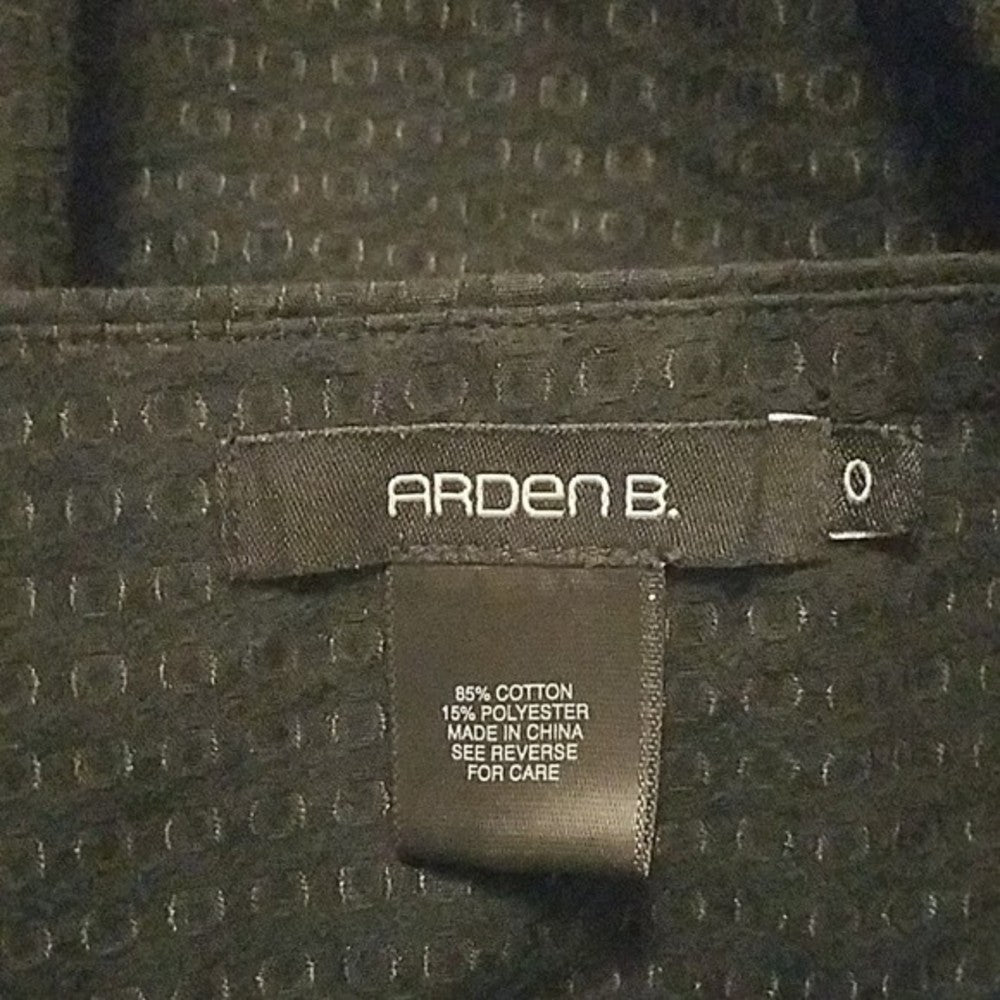 ARDEN B.
0
85% COTTON
15% POLYESTER
MADE IN CHINA
SEE REVERSE
FOR CARE